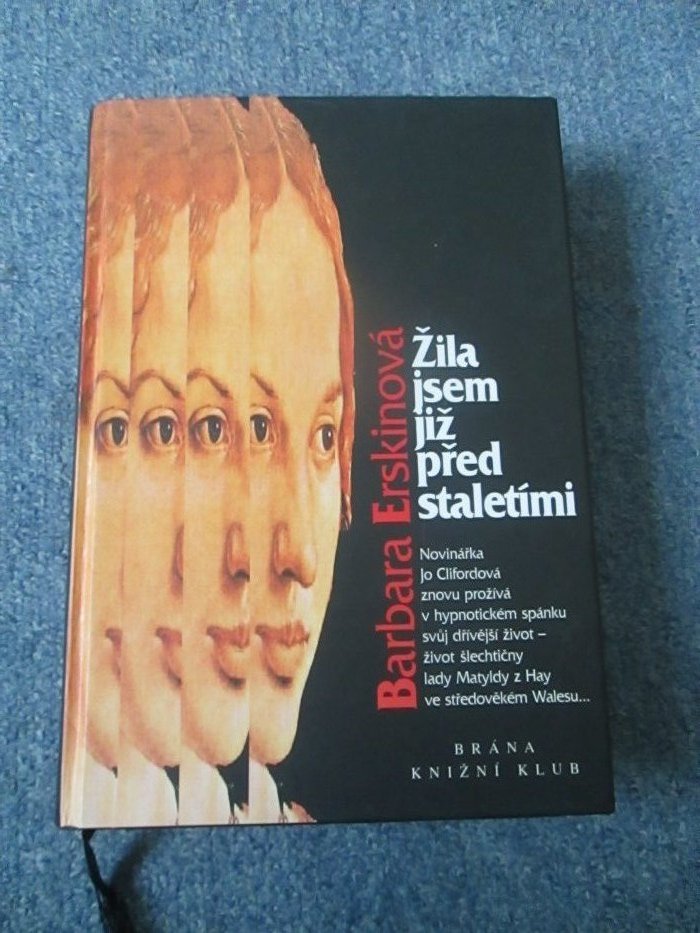 Barbara Erskinová
Žila
jsem
již
před
staletími
Novinářka
Jo Clifordová
znovu prožívá
v hypnotickém spánku
svůj dřívější život –
život šlechtičny
lady Matyldy z Hay
ve středověkém Walesu...
BRÁNA
KNIŽNÍ KLUB